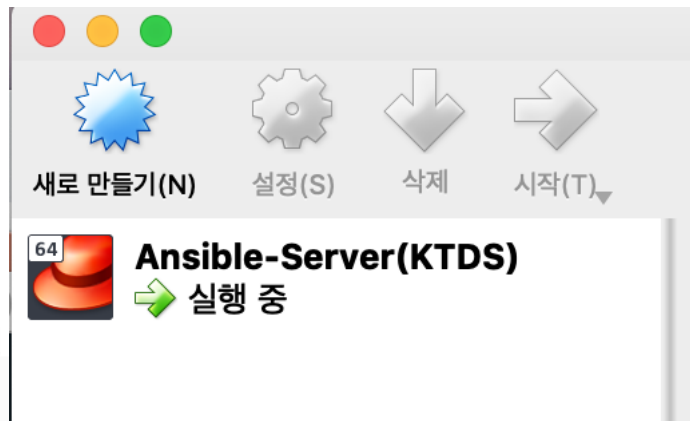 새로 만들기(N) 설정(S) 삭제 시작(T)
64
Ansible-Server(KTDS)
실행 중